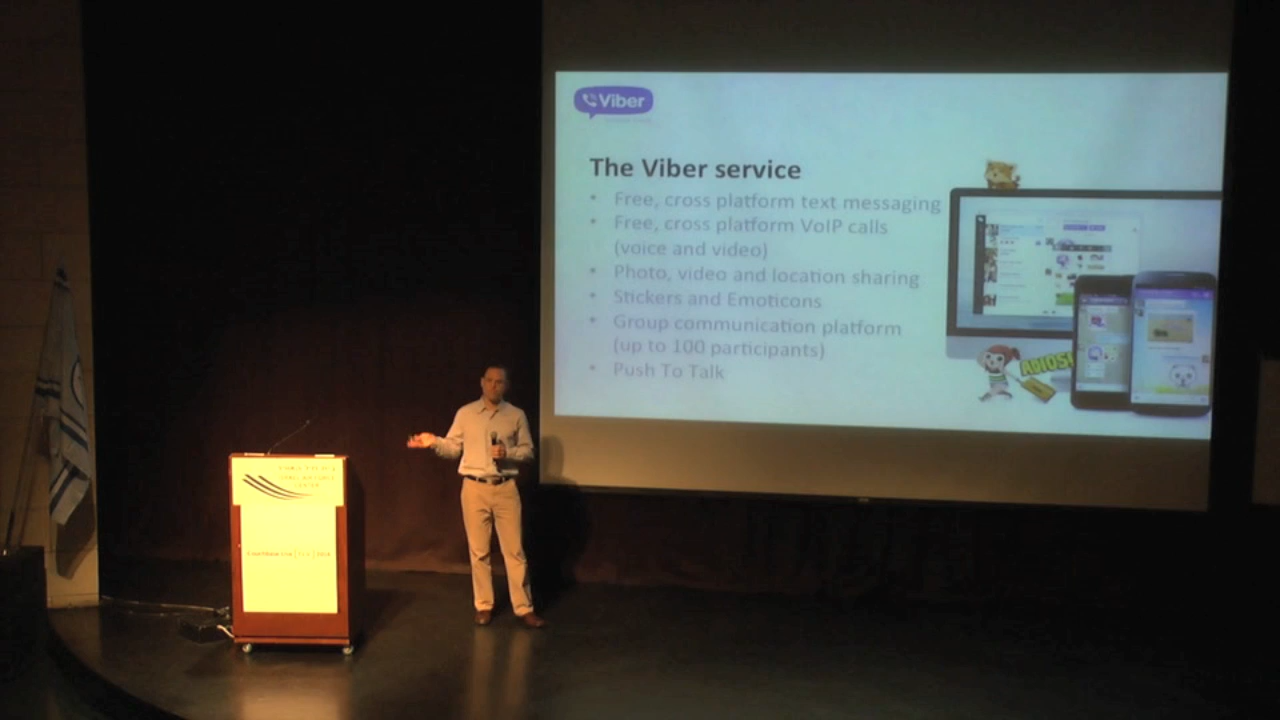 Viber
The Viber service
• Free, cross platform text messaging
• Free, cross platform VoIP calls
(voice and video)
• Photo, video and location sharing
• Stickers and Emoticons
• Group communication platform
(up to 100 participants)
• Push To Talk
ADIOS!